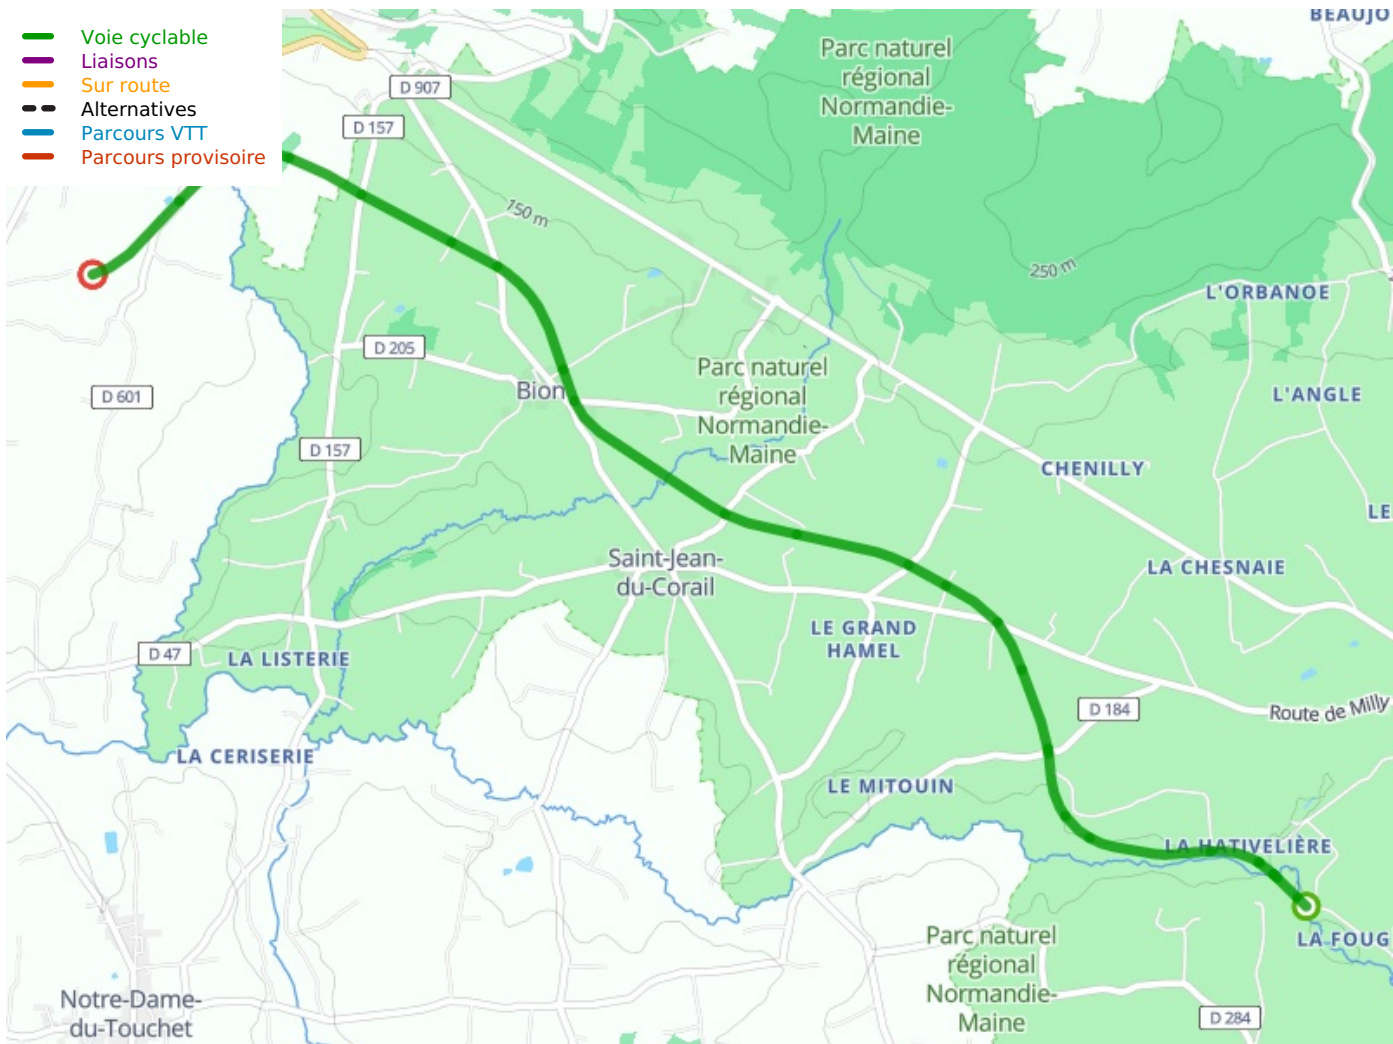 Voie cyclable
Liaisons
Sur route
Alternatives
Parcours VTT
Parcours provisoire
BEAUJO
Parc naturel
régional
Normandie-
Maine
D 907
D 157
150 m
250 m
L'ORBANOE
D 205
Bion
Parc naturel
régional
Normandie-
Maine
D 601
L'ANGLE
D 157
CHENILLY
LE
Saint-Jean-
du-Corail
LA CHESNAIE
LE GRAND
HAMEL
D 47
LA LISTERIE
D 184
Route de Milly
LA CERISERIE
LE MITOUIN
LA HATIVELIÈRE
Parc naturel
régional
Normandie-
Maine
LA FOUG
Notre-Dame-
du-Touchet
D 284